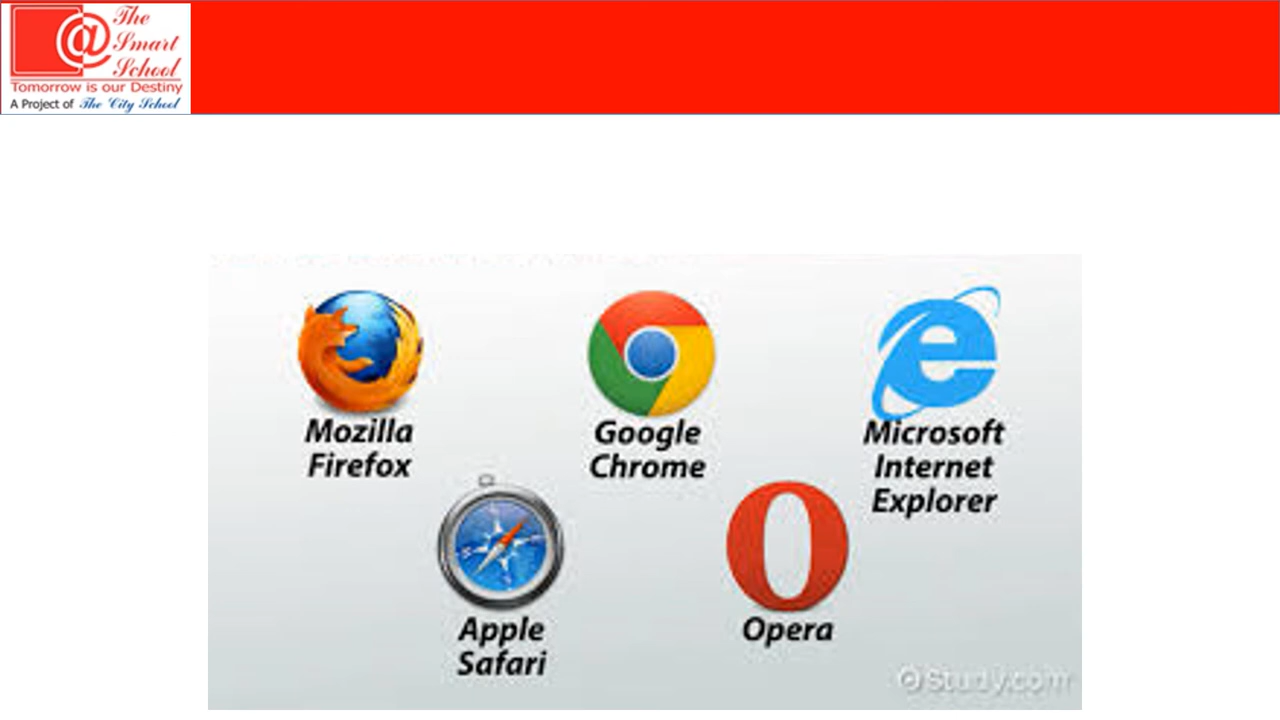 The
Smart
School
Tomorrow is our Destiny
A Project of The City School
Mozilla
Firefox
Google
Chrome
Microsoft
Internet
Explorer
Apple
Safari
Opera
Study.com